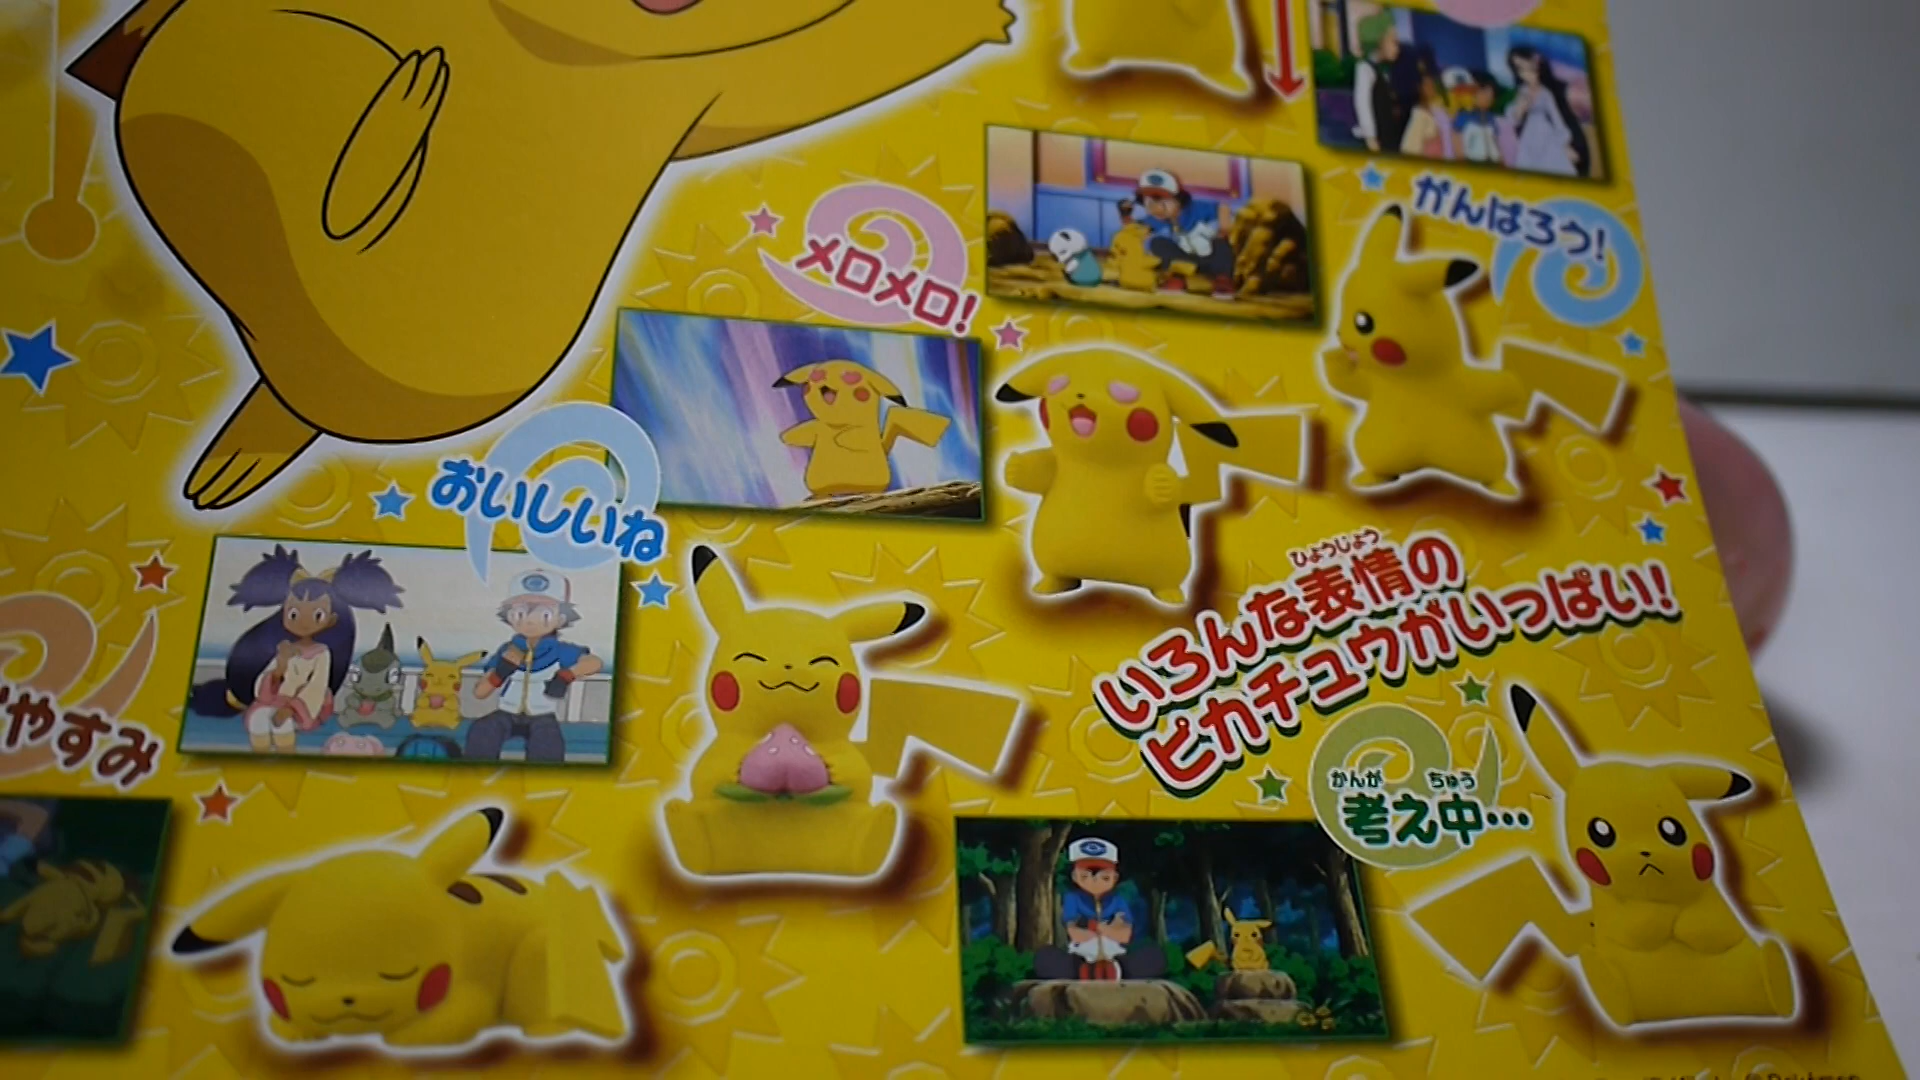 がんばろう!
メロメロ!
おいしいね
ひょうじょう
いろんな表情の
ピカチュウがいっぱい!
やすみ
かんが ちゅう
考え中…